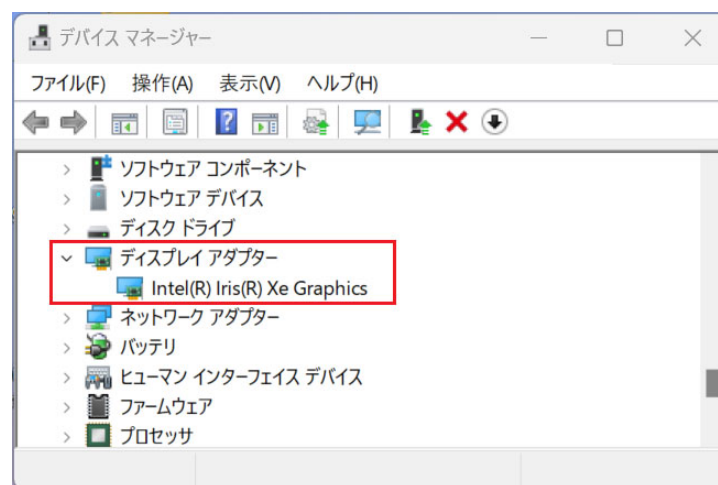 デバイス マネージャー
ファイル(F) 操作(A) 表示(V) ヘルプ(H)
ソフトウェア コンポーネント
ソフトウェア デバイス
ディスク ドライブ
ディスプレイ アダプター
Intel(R) Iris(R) Xe Graphics
ネットワーク アダプター
バッテリ
ヒューマン インターフェイス デバイス
ファームウェア
プロセッサ